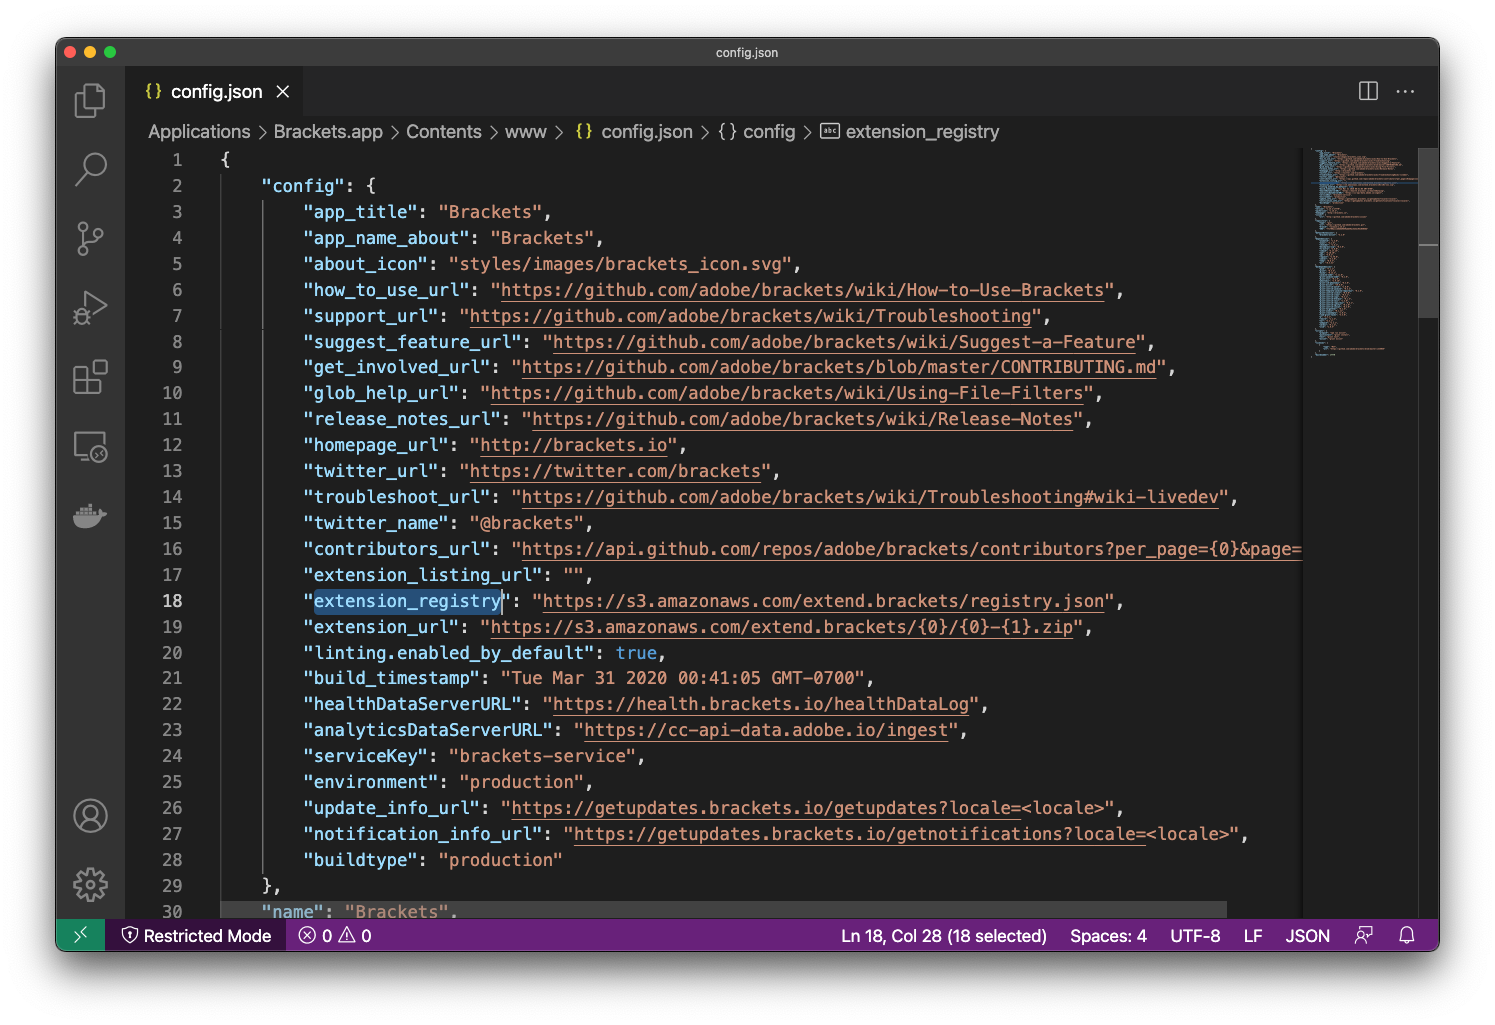 config.json
config.json
Applications > Brackets.app > Contents > www > {} config.json > {} config > abc extension_registry
1 {
2 "config": {
3 "app_title": "Brackets",
4 "app_name_about": "Brackets",
5 "about_icon": "styles/images/brackets_icon.svg",
6 "how_to_use_url": "https://github.com/adobe/brackets/wiki/How-to-Use-Brackets",
7 "support_url": "https://github.com/adobe/brackets/wiki/Troubleshooting",
8 "suggest_feature_url": "https://github.com/adobe/brackets/wiki/Suggest-a-Feature",
9 "get_involved_url": "https://github.com/adobe/brackets/blob/master/CONTRIBUTING.md",
10 "glob_help_url": "https://github.com/adobe/brackets/wiki/Using-File-Filters",
11 "release_notes_url": "https://github.com/adobe/brackets/wiki/Release-Notes",
12 "homepage_url": "http://brackets.io",
13 "twitter_url": "https://twitter.com/brackets",
14 "troubleshoot_url": "https://github.com/adobe/brackets/wiki/Troubleshooting#wiki-livedev",
15 "twitter_name": "@brackets",
16 "contributors_url": "https://api.github.com/repos/adobe/brackets/contributors?per_page={0}&page=
17 "extension_listing_url": "",
18 "extension_registry": "https://s3.amazonaws.com/extend.brackets/registry.json",
19 "extension_url": "https://s3.amazonaws.com/extend.brackets/{0}/{0}-{1}.zip",
20 "linting.enabled_by_default": true,
21 "build_timestamp": "Tue Mar 31 2020 00:41:05 GMT-0700",
22 "healthDataServerURL": "https://health.brackets.io/healthDataLog",
23 "analyticsDataServerURL": "https://cc-api-data.adobe.io/ingest",
24 "serviceKey": "brackets-service",
25 "environment": "production",
26 "update_info_url": "https://getupdates.brackets.io/getupdates?locale=<locale>",
27 "notification_info_url": "https://getupdates.brackets.io/getnotifications?locale=<locale>",
28 "buildtype": "production"
29 },
30 "name": "Brackets",
Restricted Mode 0 0 Ln 18, Col 28 (18 selected) Spaces: 4 UTF-8 LF JSON